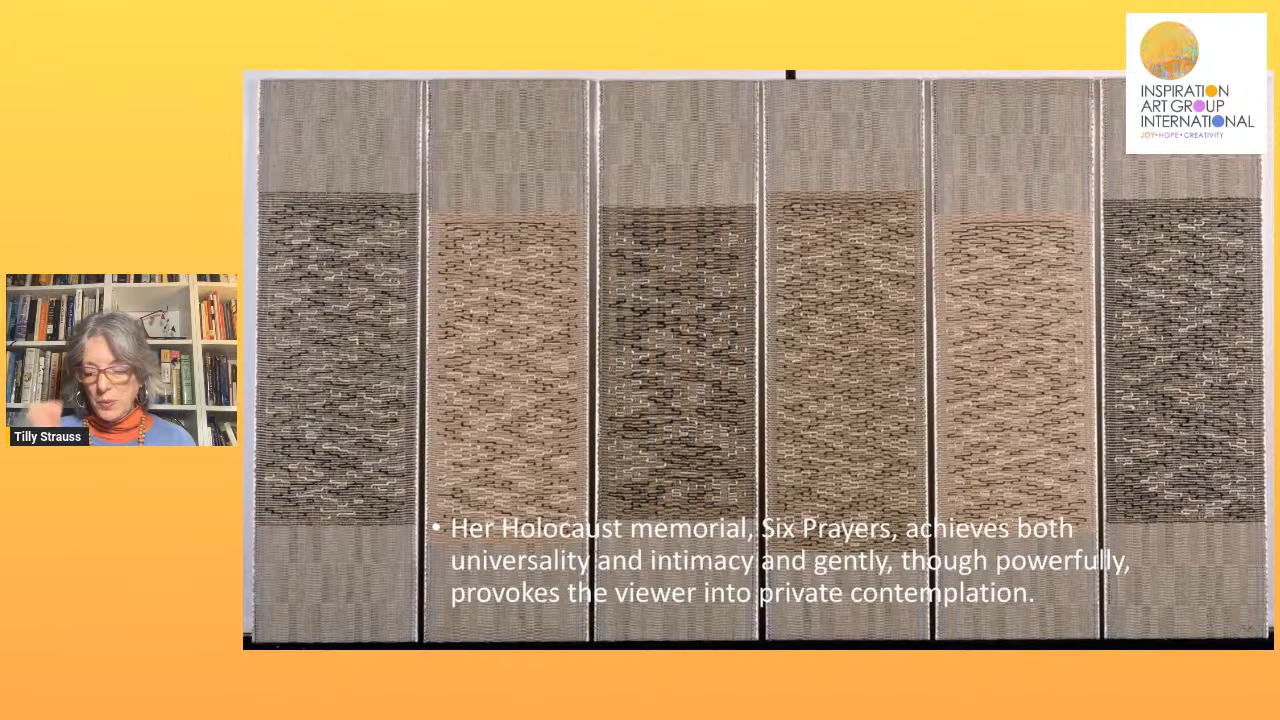 INSPIRATION
ART GROUP
INTERNATIONAL
JOY•HOPE•CREATIVITY
Tilly Strauss
• Her Holocaust memorial, Six Prayers, achieves both
universality and intimacy and gently, though powerfully,
provokes the viewer into private contemplation.